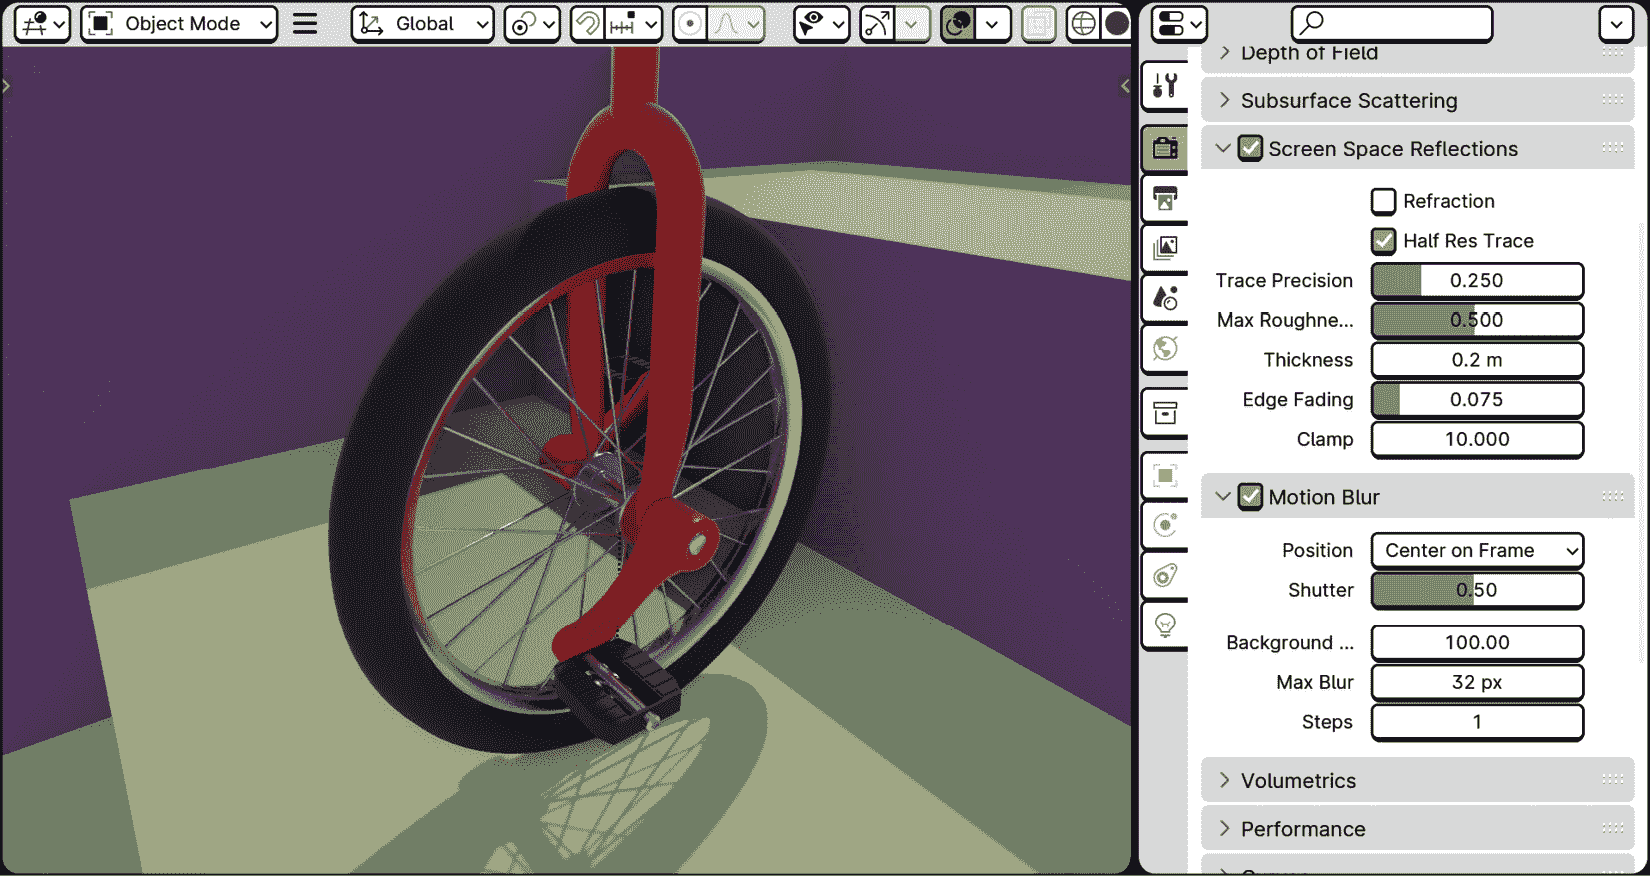 Object Mode
Global
Depth of Field
Subsurface Scattering
Screen Space Reflections
Refraction
Half Res Trace
Trace Precision 0.250
Max Roughne... 0.500
Thickness 0.2 m
Edge Fading 0.075
Clamp 10.000
Motion Blur
Position Center on Frame
Shutter 0.50
Background ... 100.00
Max Blur 32 px
Steps 1
Volumetrics
Performance